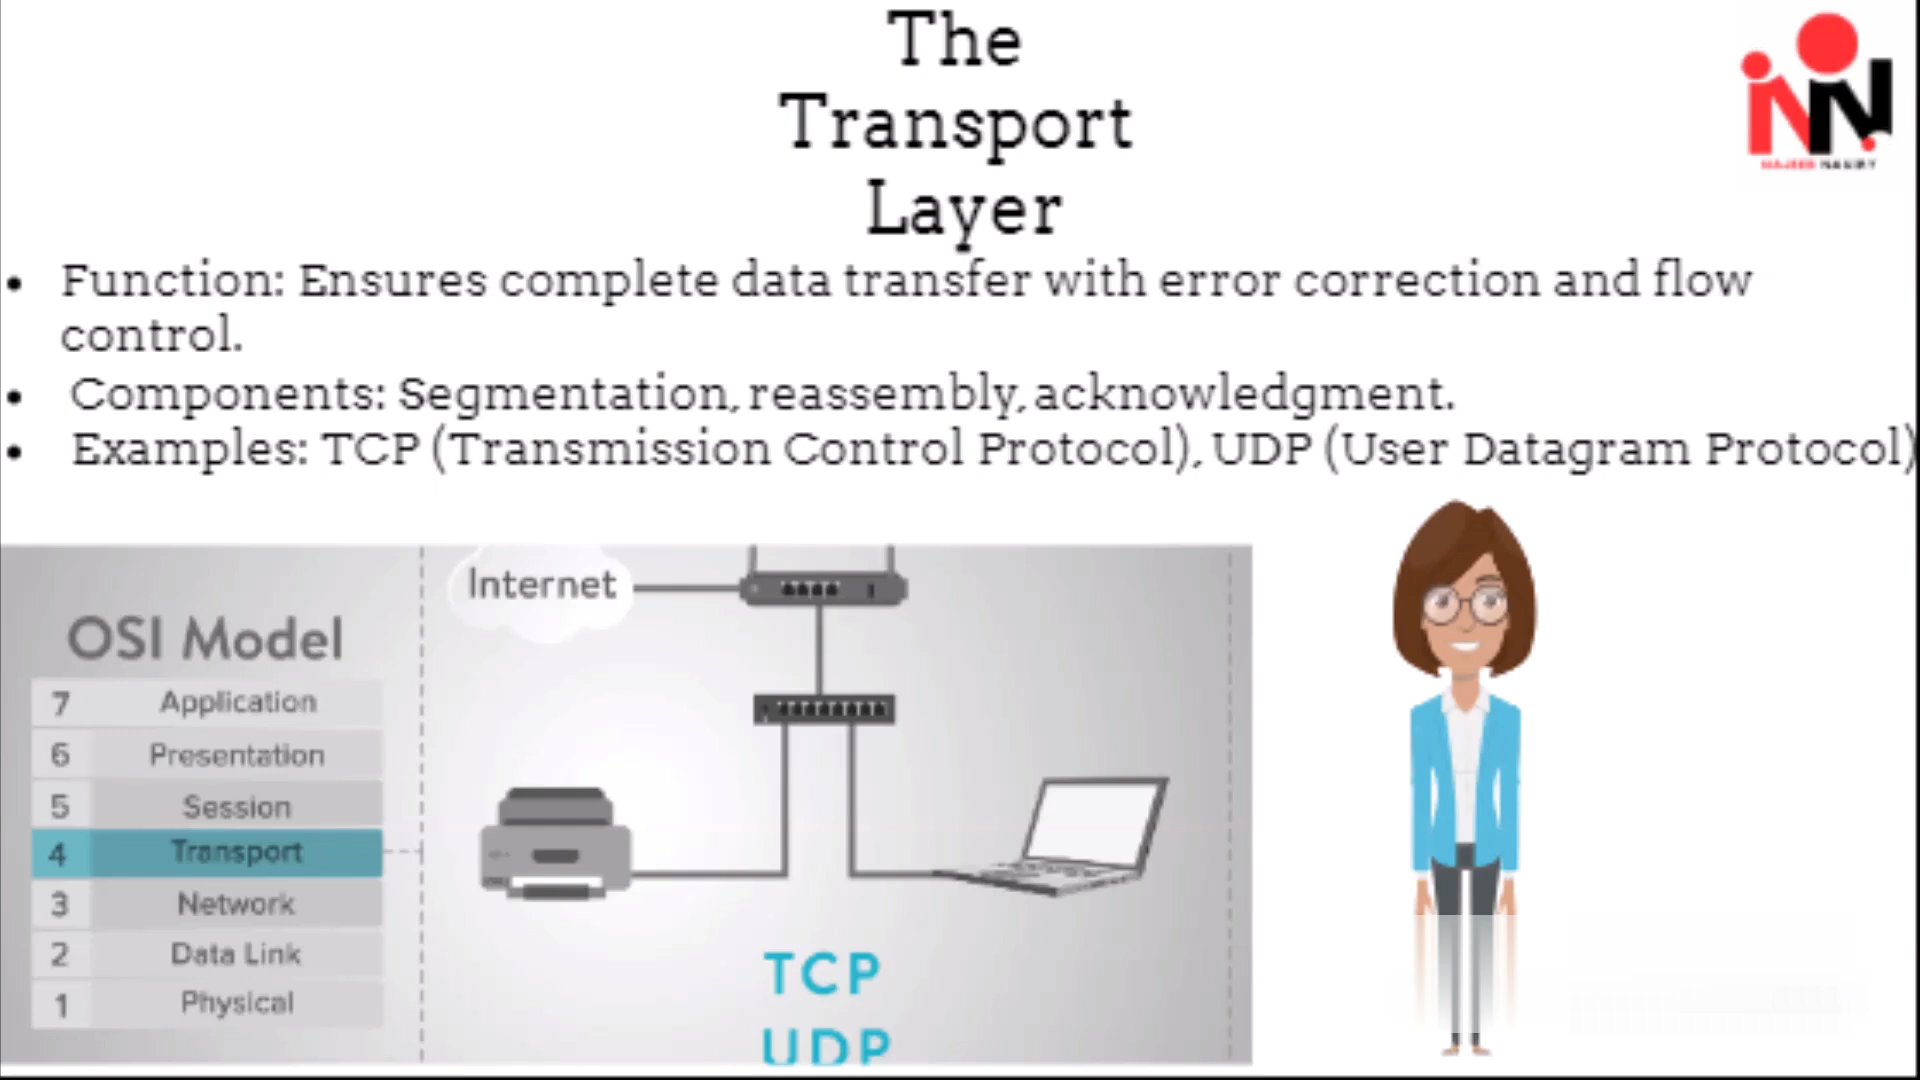 The
Transport
Layer
• Function: Ensures complete data transfer with error correction and flow
control.
• Components: Segmentation, reassembly, acknowledgment.
• Examples: TCP (Transmission Control Protocol), UDP (User Datagram Protocol)
Internet
OSI Model
7 Application
6 Presentation
5 Session
4 Transport
3 Network
2 Data Link
1 Physical
TCP
UDP